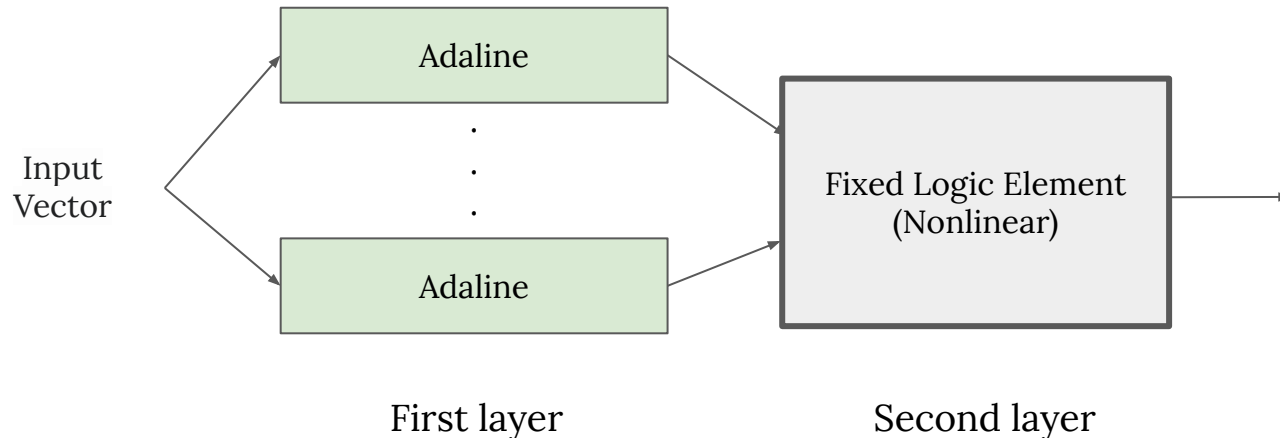 Adaline
.
.
.
Input
Vector
Adaline
Fixed Logic Element
(Nonlinear)
First layer
Second layer